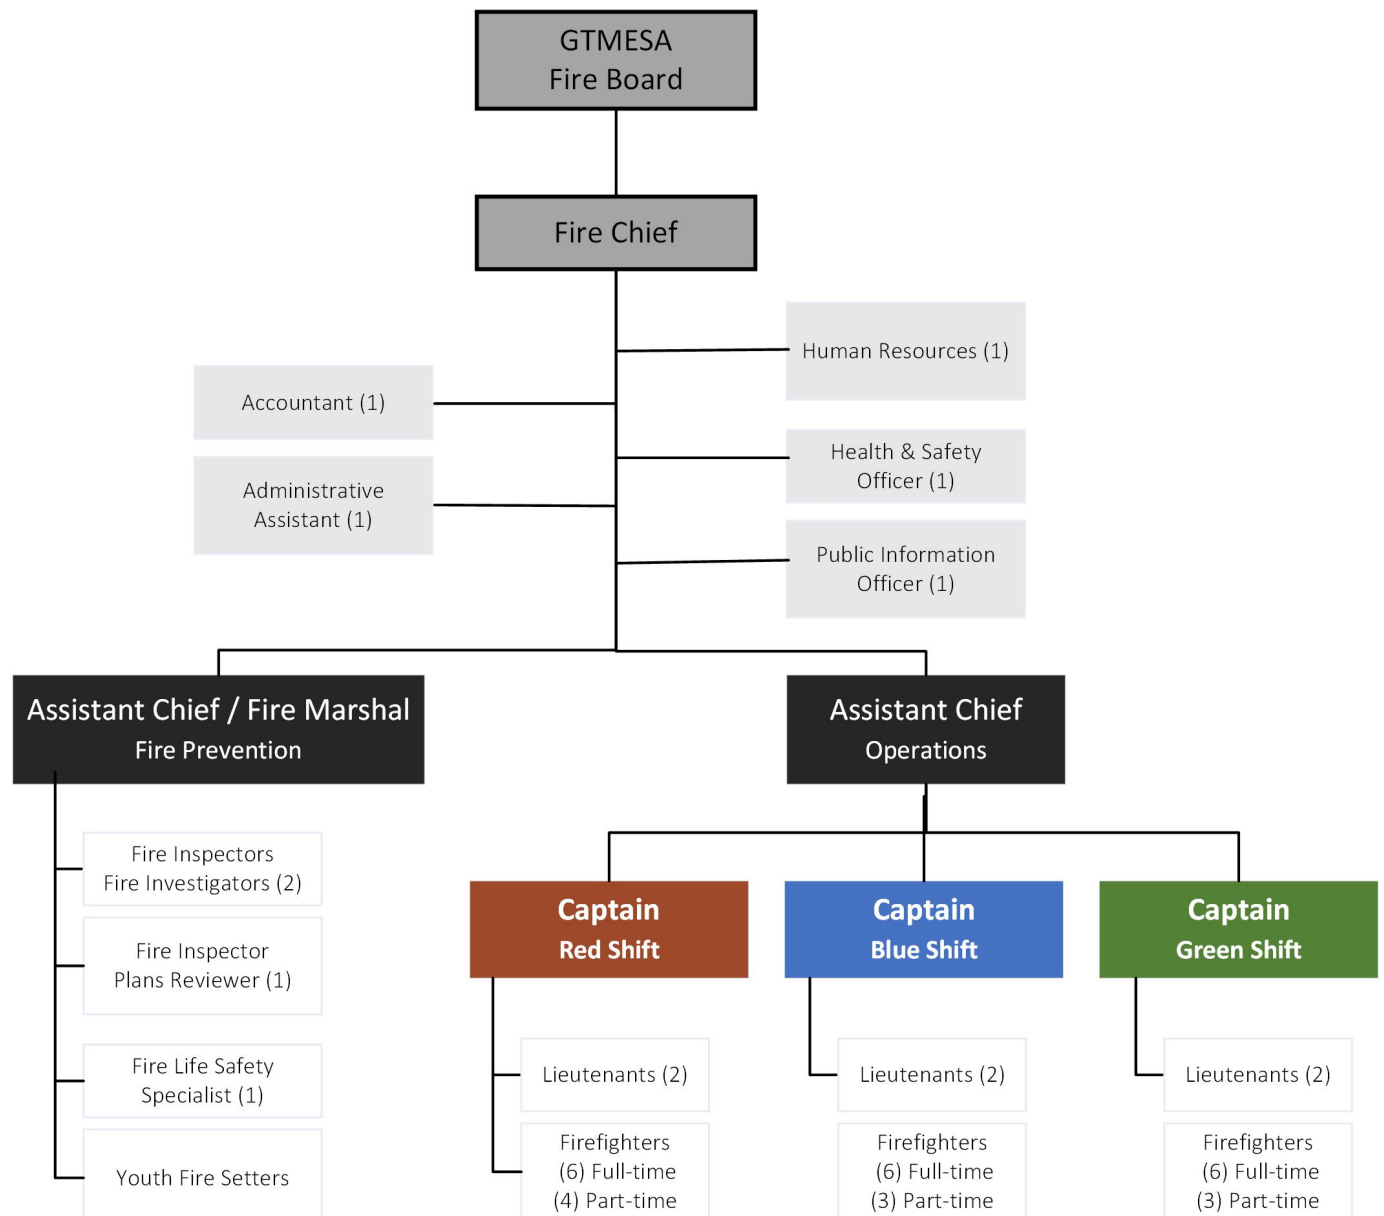 GTMESA
Fire Board
Fire Chief
Human Resources (1)
Accountant (1)
Health & Safety
Officer (1)
Administrative
Assistant (1)
Public Information
Officer (1)
Assistant Chief / Fire Marshal
Fire Prevention
Assistant Chief
Operations
Fire Inspectors
Fire Investigators (2)
Fire Inspector
Plans Reviewer (1)
Fire Life Safety
Specialist (1)
Youth Fire Setters
Captain
Red Shift
Lieutenants (2)
Firefighters
(6) Full-time
(4) Part-time
Captain
Blue Shift
Lieutenants (2)
Firefighters
(6) Full-time
(3) Part-time
Captain
Green Shift
Lieutenants (2)
Firefighters
(6) Full-time
(3) Part-time